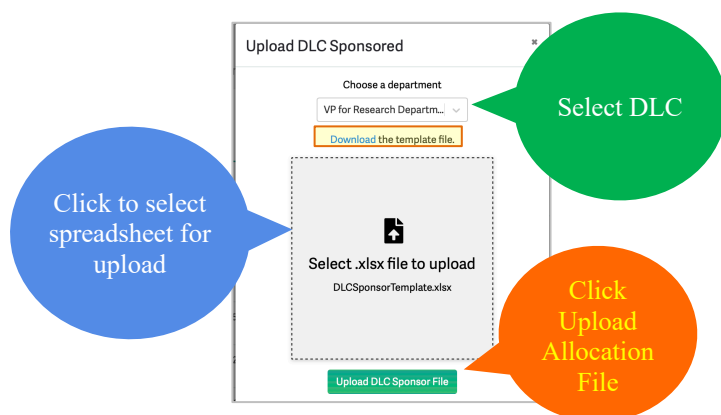 Upload DLC Sponsored
×
Choose a department
VP for Research Departm...
Download the template file.
Select DLC
Click to select
spreadsheet for
upload
Select .xlsx file to upload
DLCSponsorTemplate.xlsx
Click
Upload
Allocation
File
Upload DLC Sponsor File